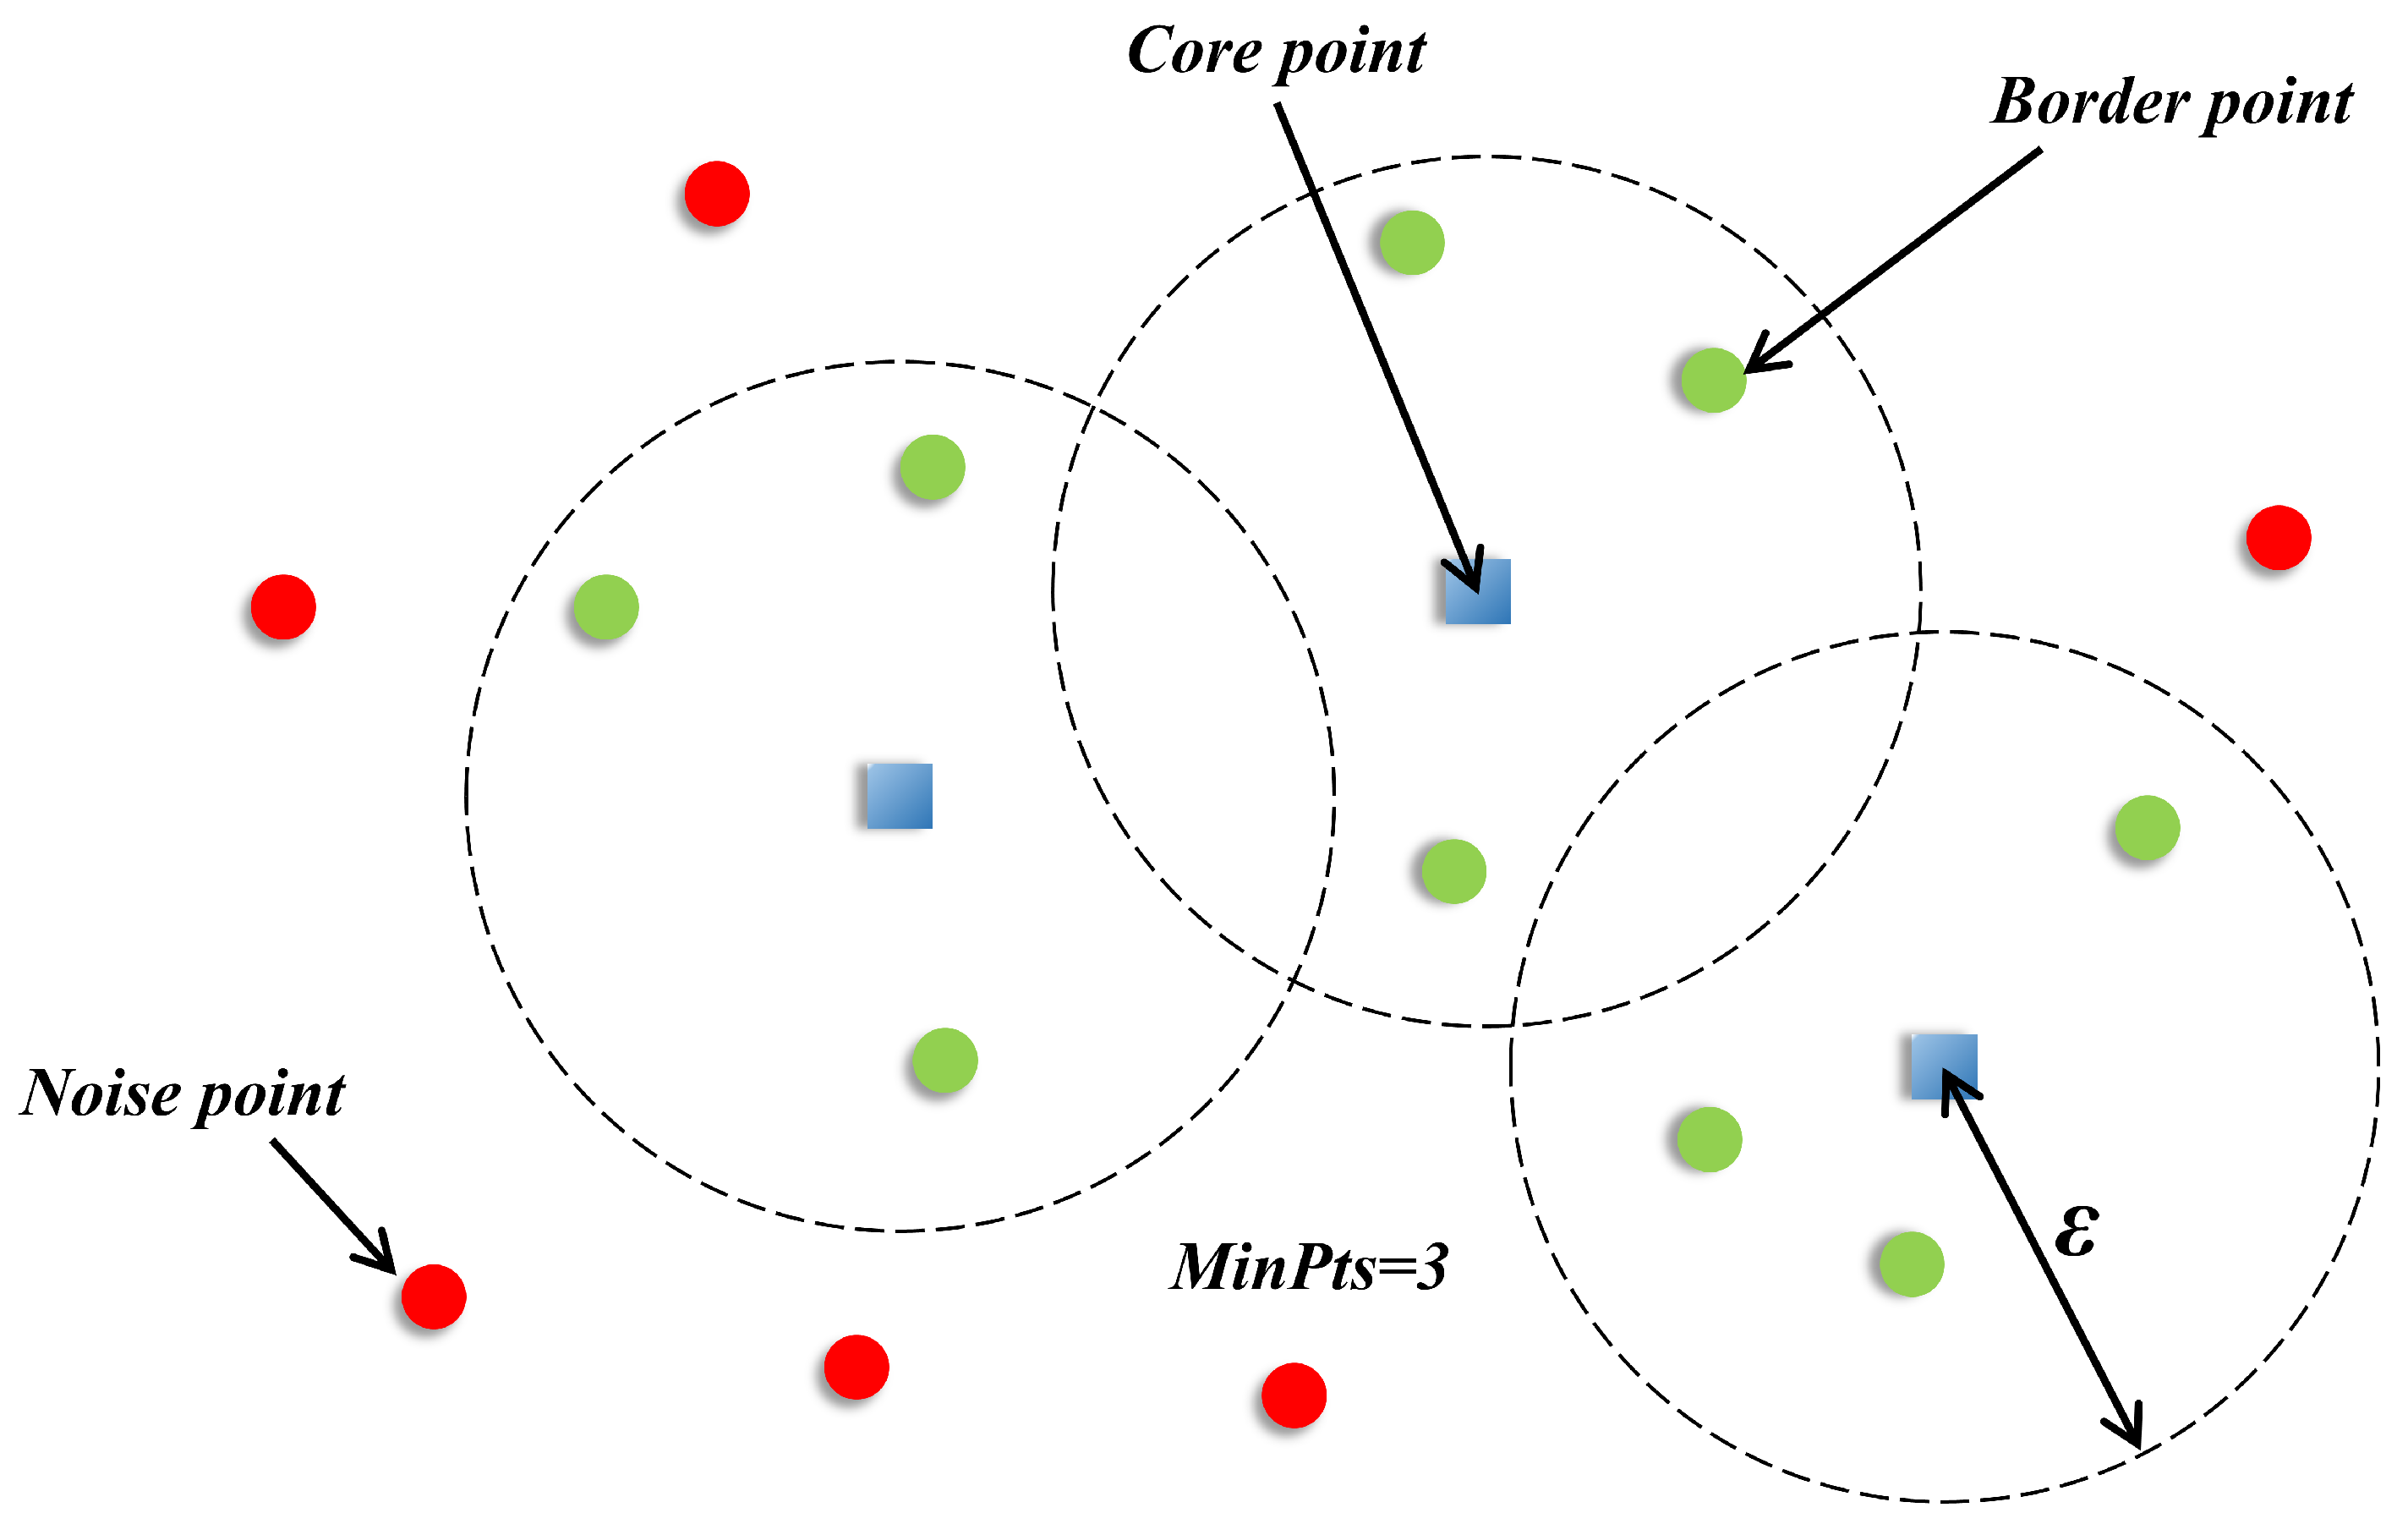 Core point
Border point
Noise point
ε
MinPts=3